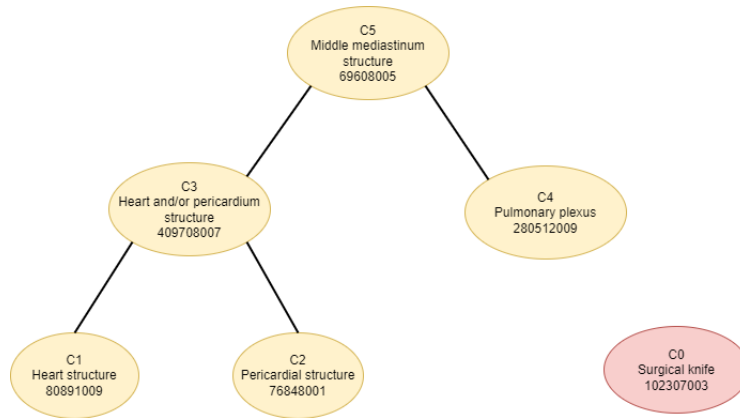 C5
Middle mediastinum
structure
69608005
C3
Heart and/or pericardium
structure
409708007
C4
Pulmonary plexus
280512009
C1
Heart structure
80891009
C2
Pericardial structure
76848001
C0
Surgical knife
102307003